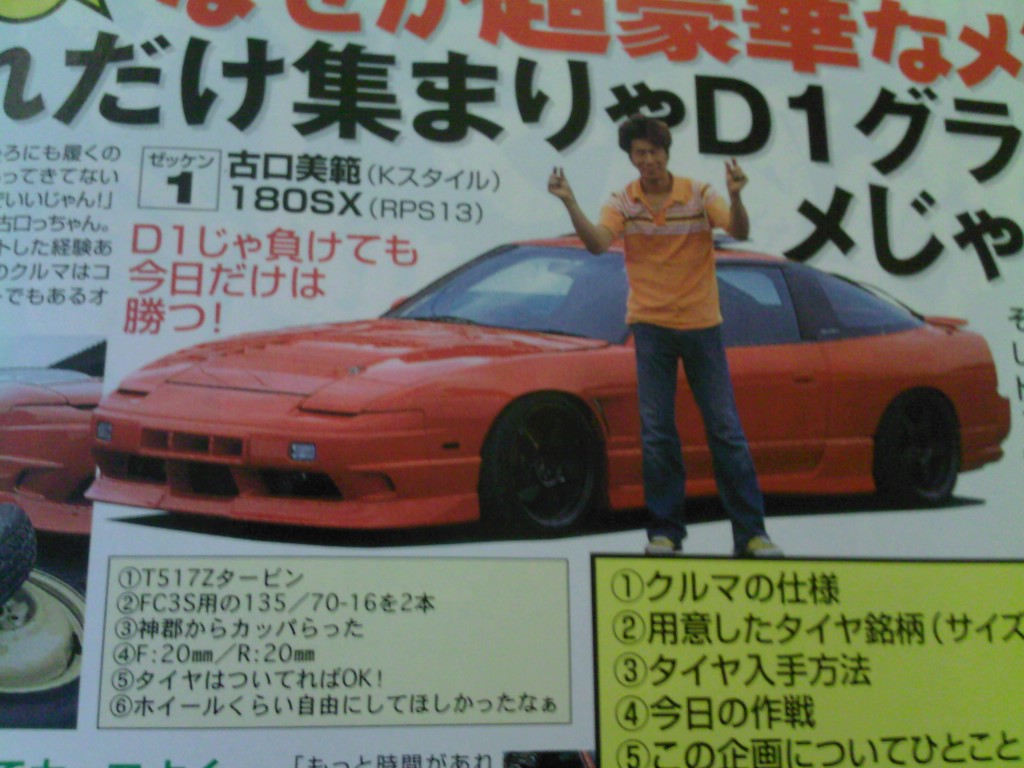 なぜか超豪華なメ
れだけ集まりゃD1グラ
メじゃ
ろにも履くの
ってきてない
いいじゃん!」
古口っちゃん。
トした経験あ
のクルマはコ
でもあるオ
ゼッケン
1
古口美範(Kスタイル)
180SX(RPS13)
D1じゃ負けても
今日だけは
勝つ!
①T517Zタービン
②FC3S用の135/70-16を2本
③神郡からカッパらった
④F:20mm/R:20mm
⑤タイヤはついてればOK!
⑥ホイールくらい自由にしてほしかったなぁ
①クルマの仕様
②用意したタイヤ銘柄(サイズ
③タイヤ入手方法
④今日の作戦
⑤この企画についてひとこと
「もっと時間があれ